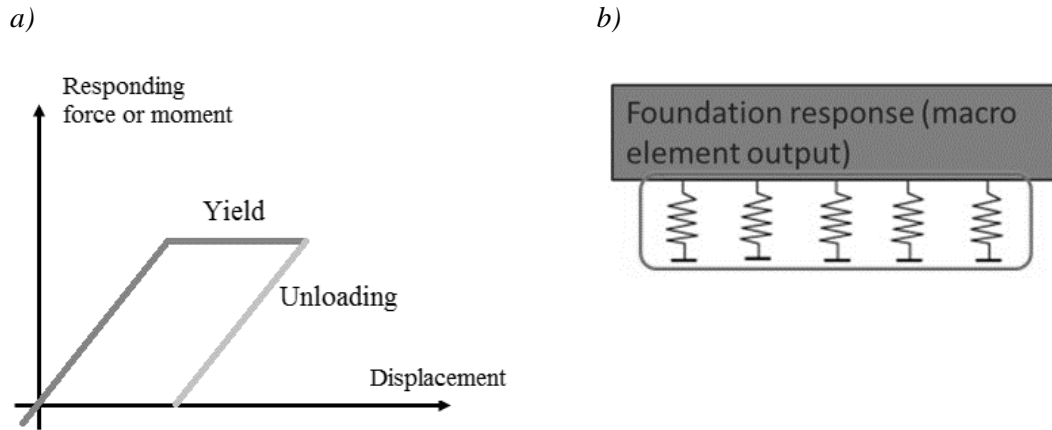 a)
b)
Responding
force or moment
Yield
Unloading
Displacement
Foundation response (macro
element output)